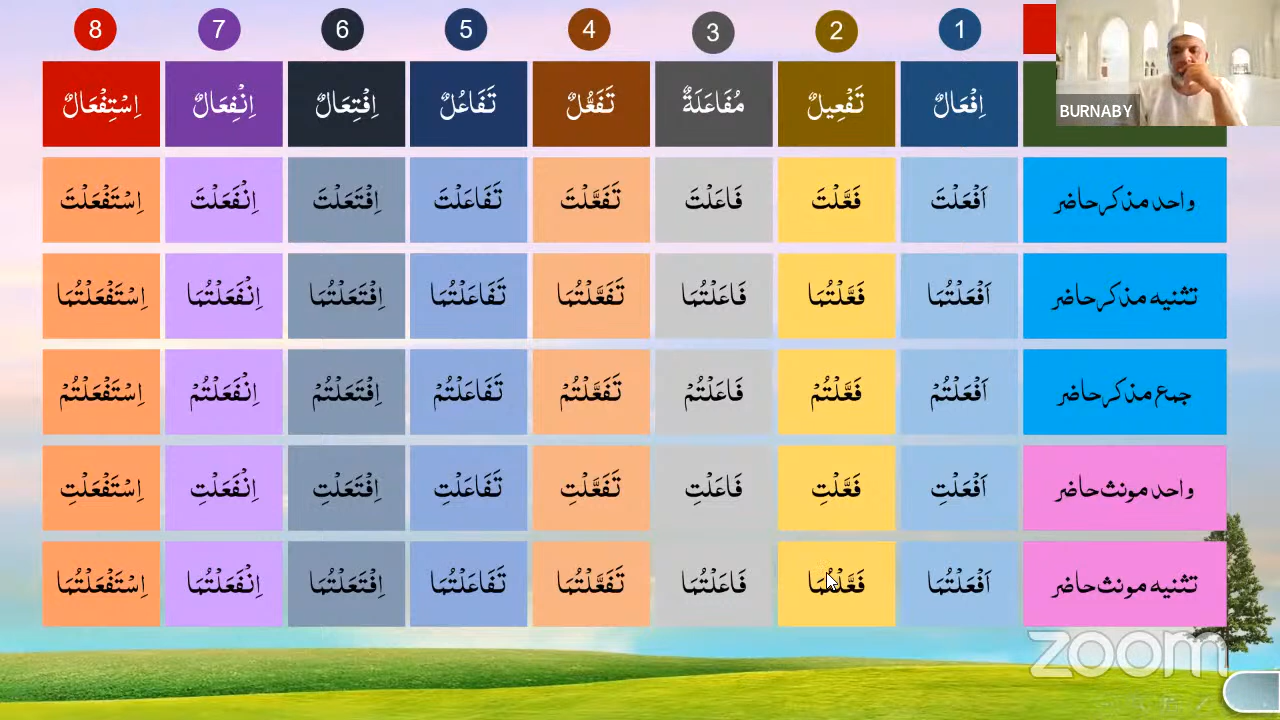 1 2 3 4 5 6 7 8
BURNABY
اِفْعَالٌ تَفْعِيلٌ مُفَاعَلَةٌ تَفَعُّلٌ تَفَاعُلٌ اِفْتِعَالٌ اِنْفِعَالٌ اِسْتِفْعَالٌ
واحد مذکر حاضر اَفْعَلْتَ فَعَّلْتَ فَاعَلْتَ تَفَعَّلْتَ تَفَاعَلْتَ اِفْتَعَلْتَ اِنْفَعَلْتَ اِسْتَفْعَلْتَ
تثنیہ مذکر حاضر اَفْعَلْتُمَا فَعَّلْتُمَا فَاعَلْتُمَا تَفَعَّلْتُمَا تَفَاعَلْتُمَا اِفْتَعَلْتُمَا اِنْفَعَلْتُمَا اِسْتَفْعَلْتُمَا
جمع مذکر حاضر اَفْعَلْتُمْ فَعَّلْتُمْ فَاعَلْتُمْ تَفَعَّلْتُمْ تَفَاعَلْتُمْ اِفْتَعَلْتُمْ اِنْفَعَلْتُمْ اِسْتَفْعَلْتُمْ
واحد مونث حاضر اَفْعَلْتِ فَعَّلْتِ فَاعَلْتِ تَفَعَّلْتِ تَفَاعَلْتِ اِفْتَعَلْتِ اِنْفَعَلْتِ اِسْتَفْعَلْتِ
تثنیہ مونث حاضر اَفْعَلْتُمَا فَعَّلْتُمَا فَاعَلْتُمَا تَفَعَّلْتُمَا تَفَاعَلْتُمَا اِفْتَعَلْتُمَا اِنْفَعَلْتُمَا اِسْتَفْعَلْتُمَا
zoom